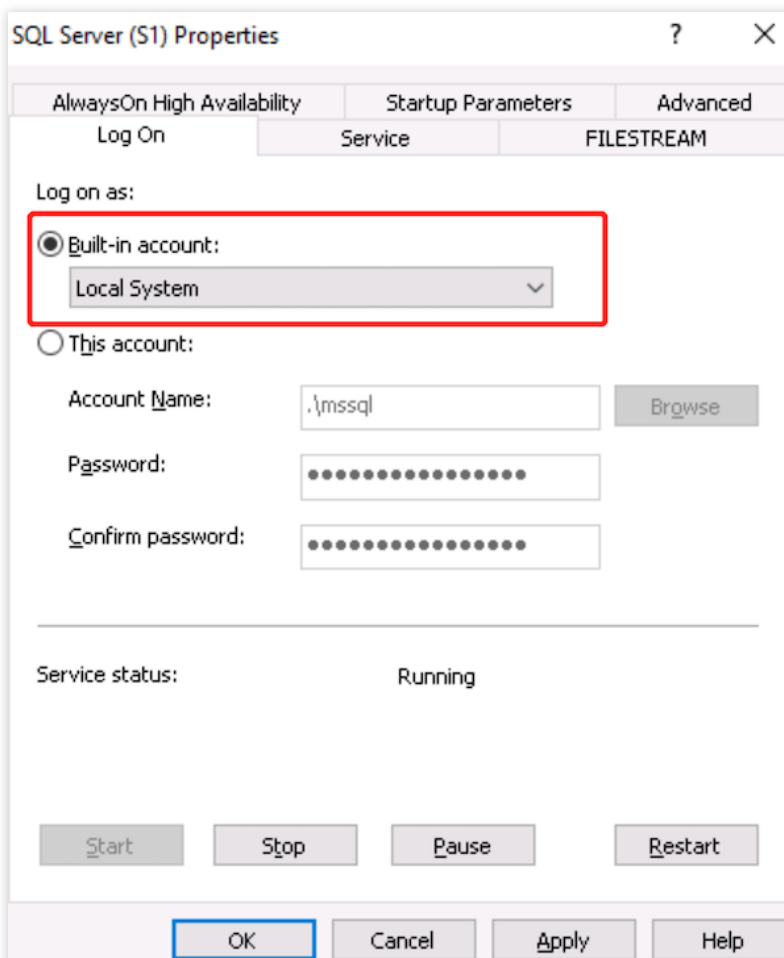 SQL Server (S1) Properties ?
AlwaysOn High Availability Startup Parameters Advanced
Log On Service FILESTREAM
Log on as:
Built-in account:
Local System
This account:
Account Name: .\mssql Browse
Password: ●●●●●●●●●●●●●●●●
Confirm password: ●●●●●●●●●●●●●●●●
Service status: Running
Start Stop Pause Restart
OK Cancel Apply Help